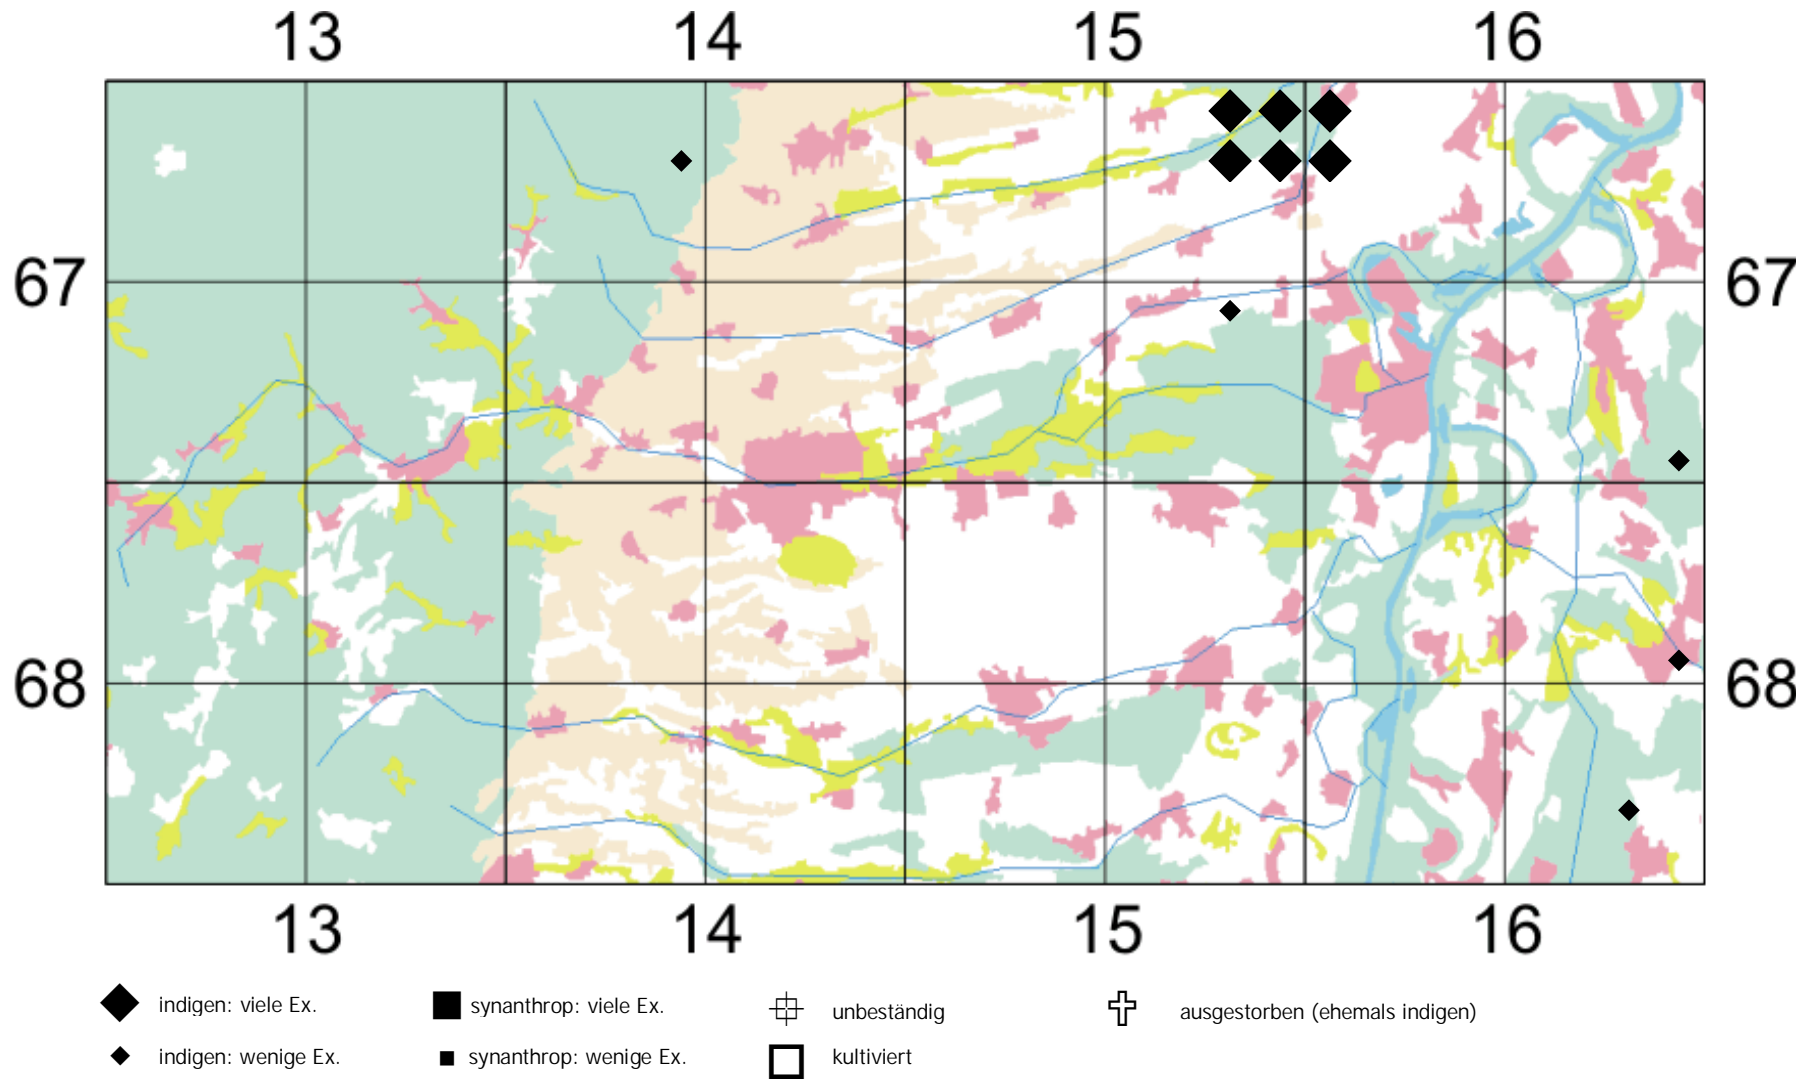 13 14 15 16
67 67
68 68
13 14 15 16
indigen: viele Ex. synanthrop: viele Ex. unbeständig ausgestorben (ehemals indigen)
indigen: wenige Ex. synanthrop: wenige Ex. kultiviert